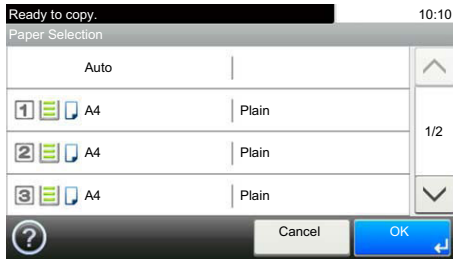 Ready to copy. 10:10
Paper Selection
Auto
1 A4 Plain
2 A4 Plain
3 A4 Plain
1/2
? Cancel OK